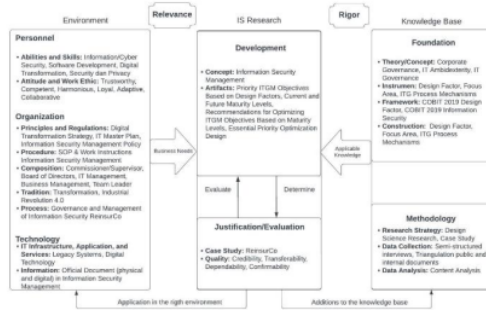 Environment
Relevance
IS Research
Rigor
Knowledge Base
Personnel
• Abilities and Skills: Information/Cyber
Security, Software Development, Digital
Transformation, Security dan Privacy
• Attitude and Work Ethic: Trustworthy,
Competent, Harmonious, Loyal, Adaptive,
Collaborative
Organization
• Principles and Regulations: Digital
Transformation Strategy, IT Master Plan,
Information Security Management Policy
• Procedure: SOP & Work Instructions
Information Security Management
• Composition: Commissioner/Supervisor,
Board of Directors, IT Management,
Business Management, Team Leader
• Tradition: Transformation, Industrial
Revolution 4.0
• Process: Governance and Management
of Information Security ReinsurCo
Technology
• IT Infrastructure, Application, and
Services: Legacy Systems, Digital
Technology
• Information: Official Document (physical
and digital) in Information Security
Management
Business Needs
Development
• Concept: Information Security
Management
• Artifacts: Priority ITGM Objectives
Based on Design Factors, Current and
Future Maturity Levels,
Recommendations for Optimizing
ITGM Objectives Based on Maturity
Levels, Essential Priority Optimization
Design
Evaluate
Determine
Justification/Evaluation
• Case Study: ReinsurCo
• Quality: Credibility, Transferability,
Dependability, Confirmability
Applicable
Knowledge
Foundation
• Theory/Concept: Corporate
Governance, IT Ambidexterity, IT
Governance
• Instrumen: Design Factor, Focus
Area, ITG Process Mechanisms
• Framework: COBIT 2019 Design
Factor, COBIT 2019 Information
Security
• Construction: Design Factor,
Focus Area, ITG Process
Mechanisms
Methodology
• Research Strategy: Design
Science Research, Case Study
• Data Collection: Semi-structured
interviews, Triangulation public and
internal documents
• Data Analysis: Content Analysis
Application in the rigth environment
Additions to the knowledge base